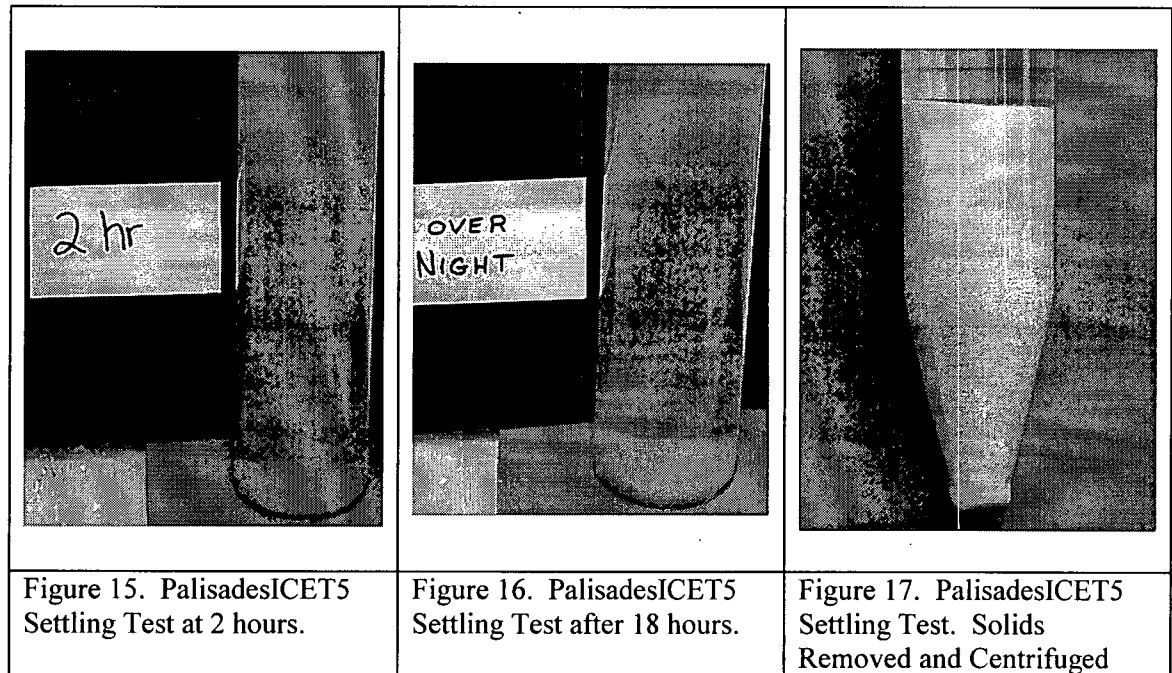 2 hr
OVER
NIGHT
Figure 15. PalisadesICET5
Settling Test at 2 hours.
Figure 16. PalisadesICET5
Settling Test after 18 hours.
Figure 17. PalisadesICET5
Settling Test. Solids
Removed and Centrifuged